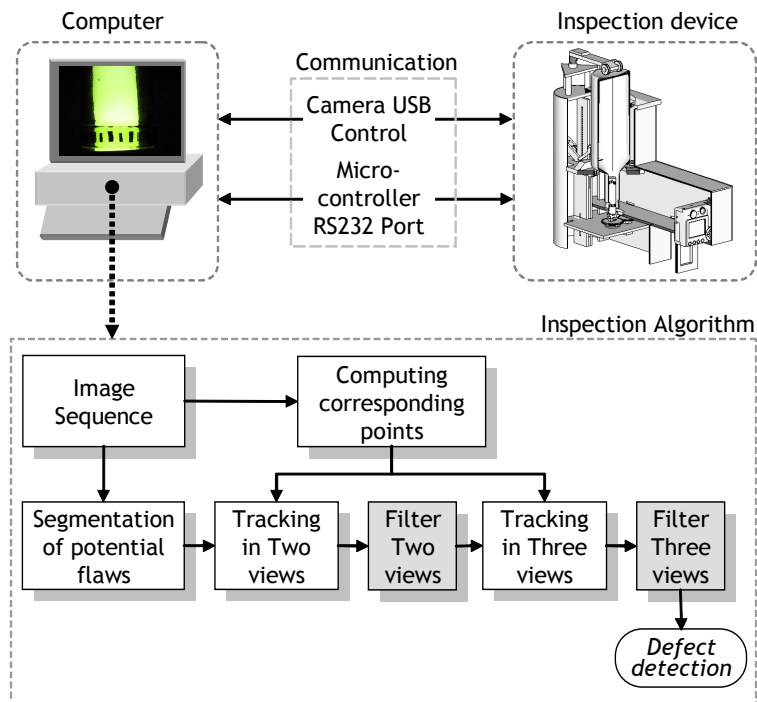 Computer
Inspection device
Communication
Camera USB
Control
Micro-
controller
RS232 Port
Inspection Algorithm
Image
Sequence
Computing
corresponding
points
Segmentation
of potential
flaws
Tracking
in Two
views
Filter
Two
views
Tracking
in Three
views
Filter
Three
views
Defect
detection